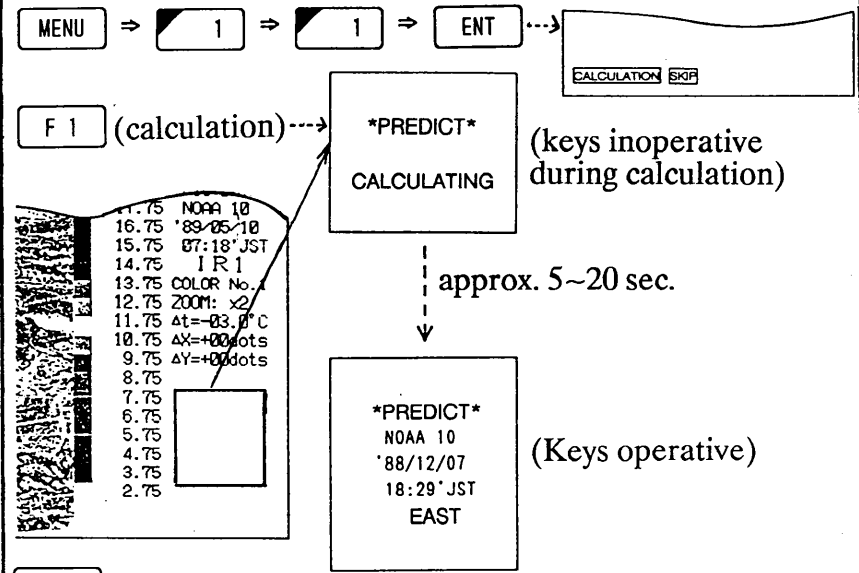 MENU ⇒ 1 ⇒ 1 ⇒ ENT
CALCULATION SKIP
F 1 (calculation)
*PREDICT*
CALCULATING
(keys inoperative
during calculation)
approx. 5~20 sec.
.75 NOAA 10
16.75 '89/05/10
15.75 07:18'JST
14.75 IR1
13.75 COLOR No.1
12.75 ZOOM: x2
11.75 Δt=-03.0°C
10.75 ΔX=+00dots
9.75 ΔY=+00dots
8.75
7.75
6.75
5.75
4.75
3.75
2.75
*PREDICT*
NOAA 10
'88/12/07
18:29'JST
EAST
(Keys operative)